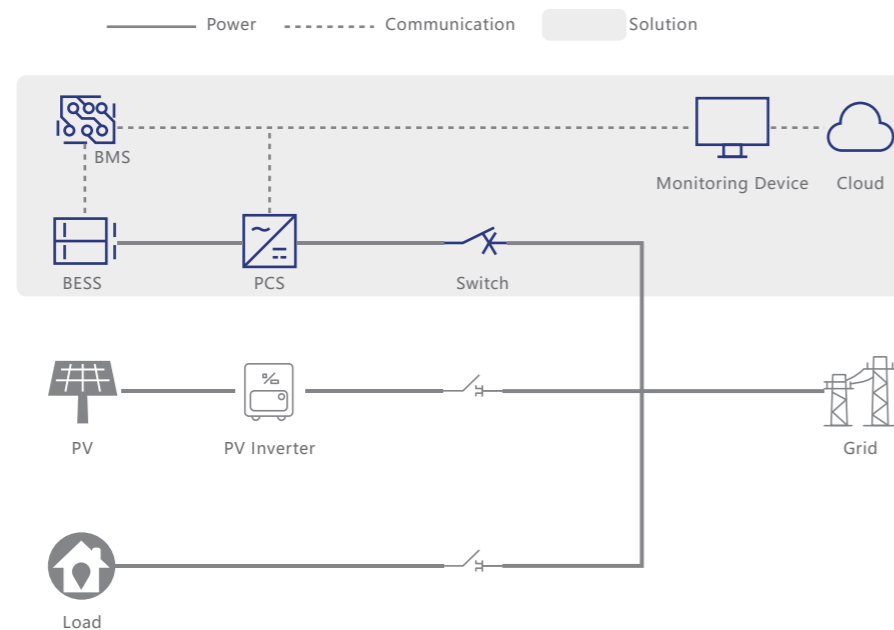 Power
Communication
Solution
BMS
Monitoring Device
Cloud
BESS
PCS
Switch
PV
PV Inverter
Grid
Load